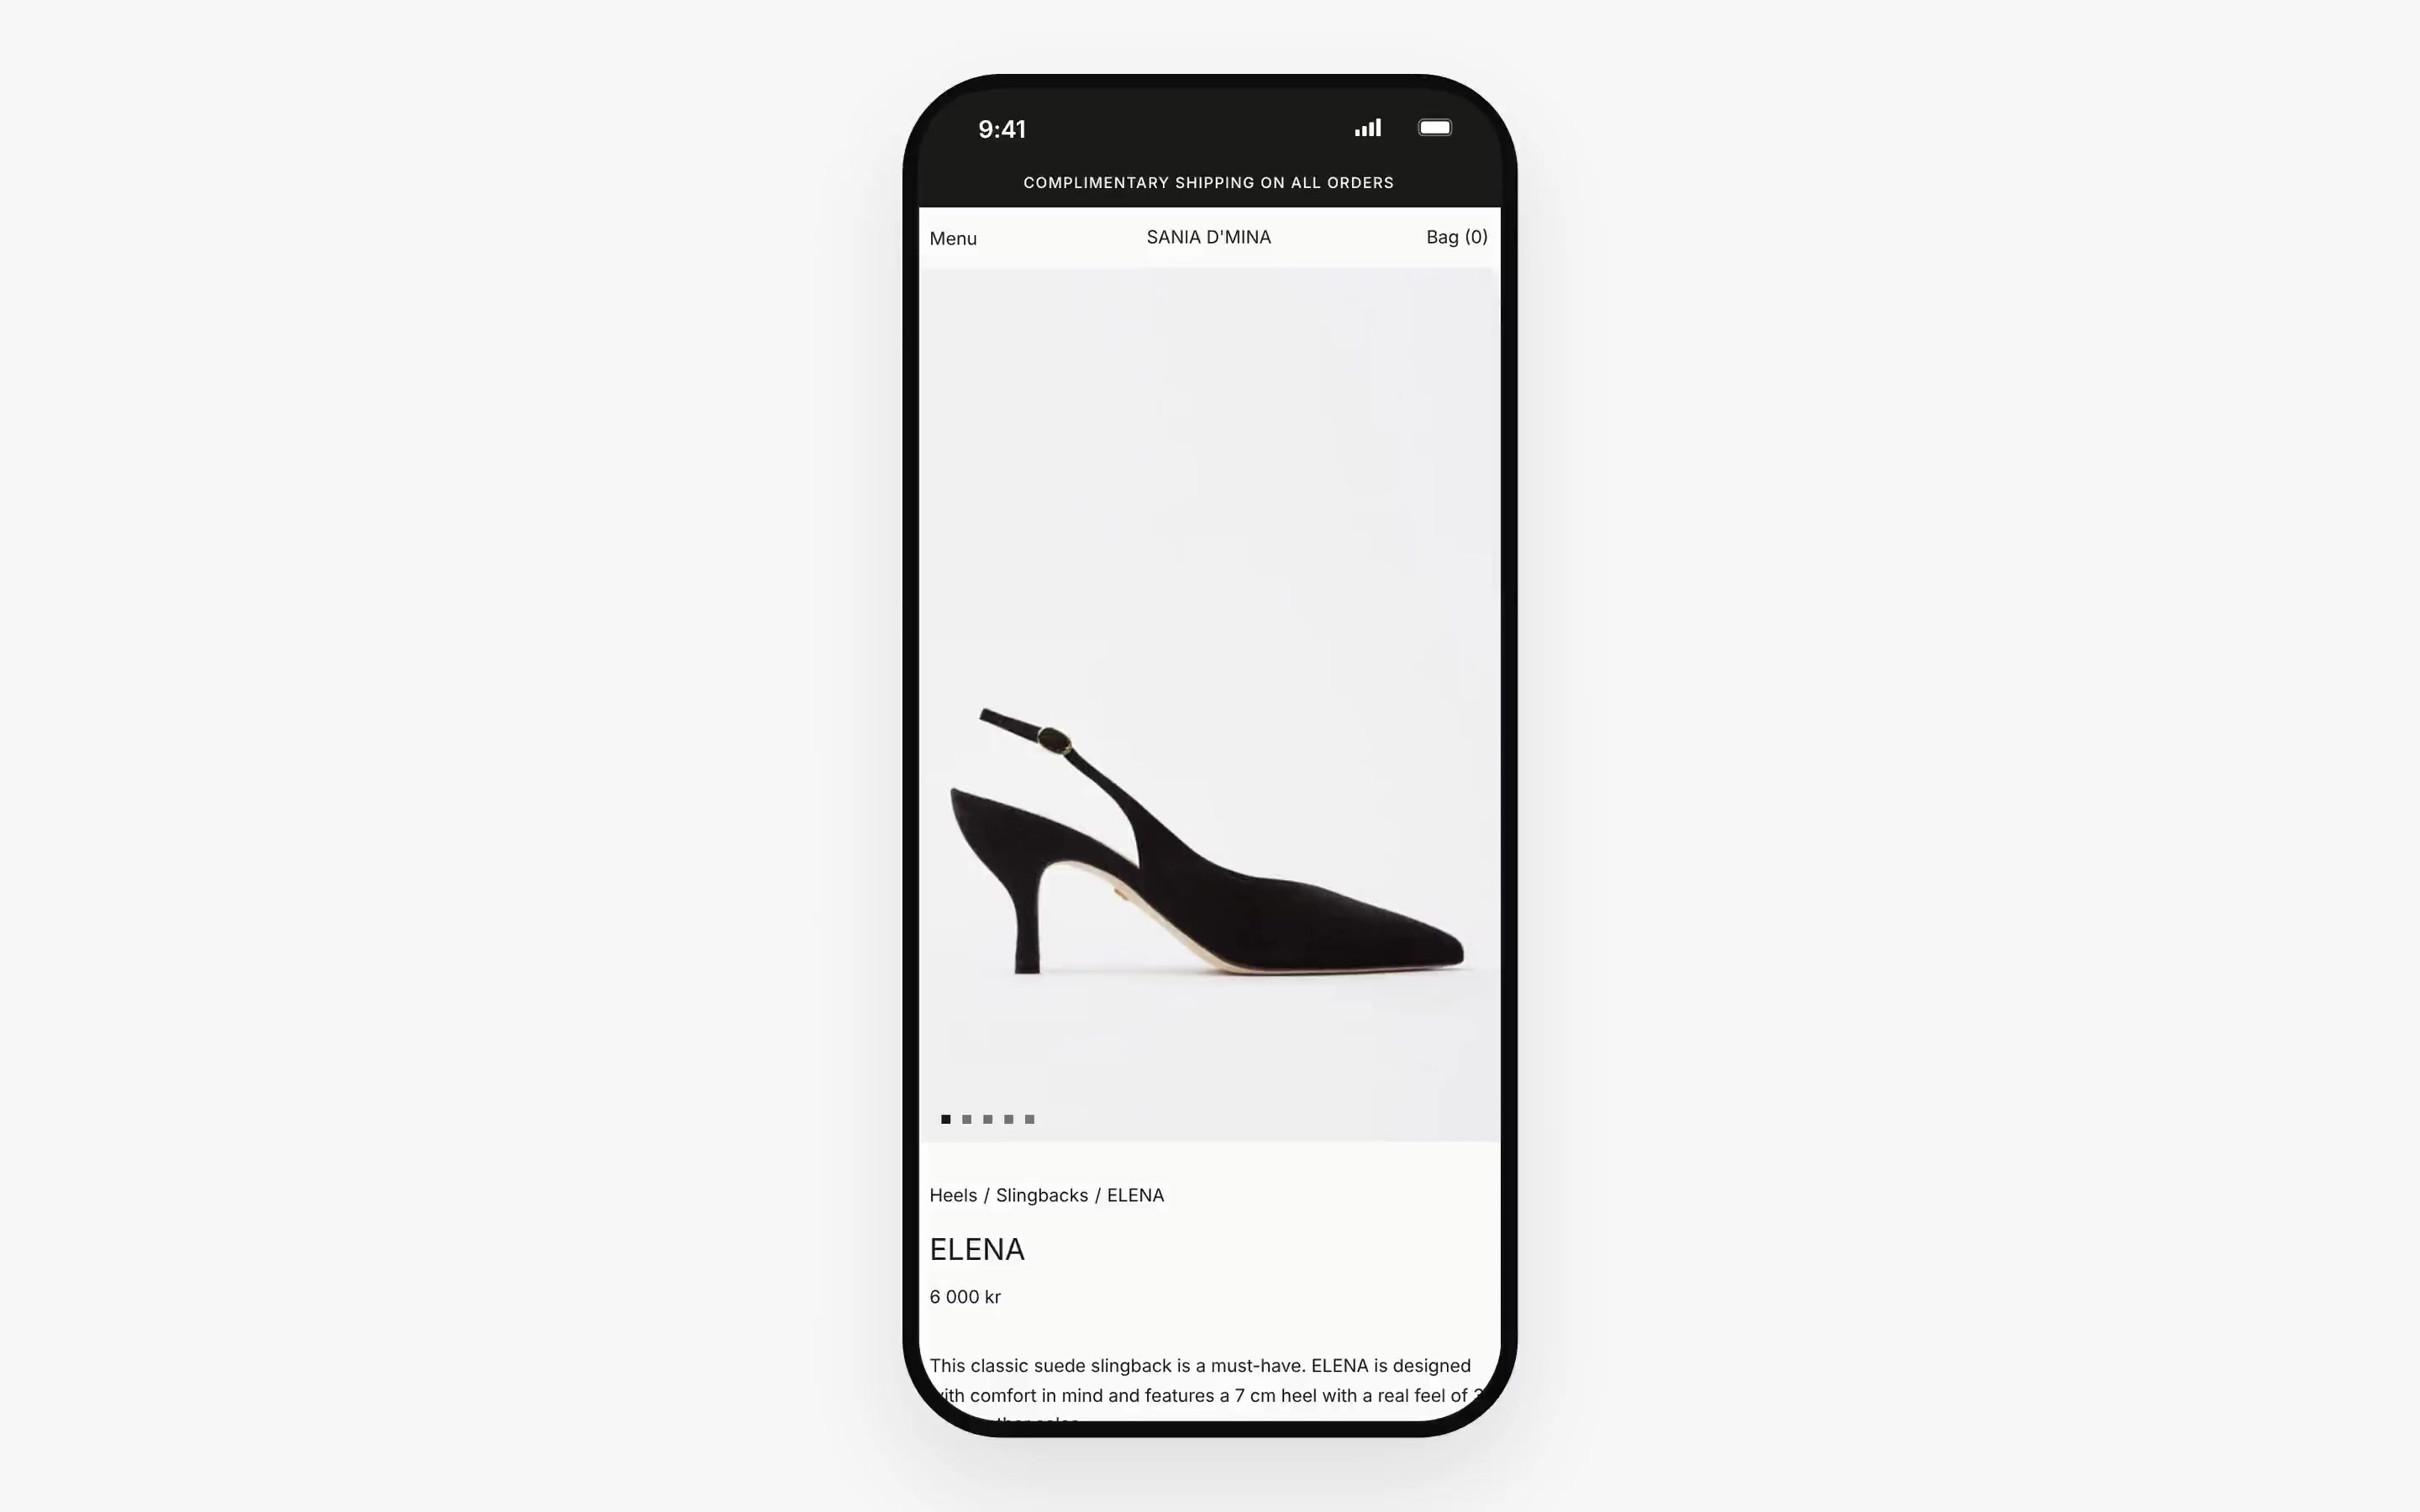 9:41
COMPLIMENTARY SHIPPING ON ALL ORDERS
Menu SANIA D'MINA Bag (0)
Heels / Slingbacks / ELENA
ELENA
6 000 kr
This classic suede slingback is a must-have. ELENA is designed
with comfort in mind and features a 7 cm heel with a real feel of